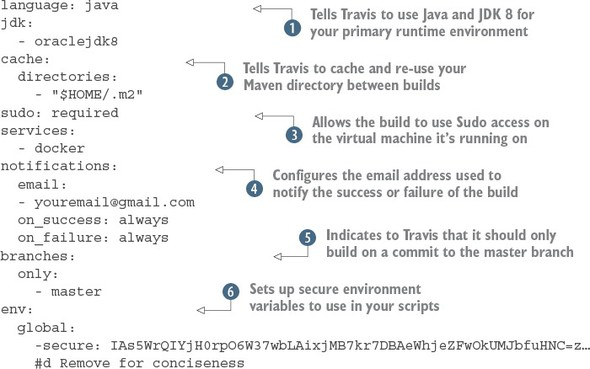 language: java
jdk:
- oraclejdk8
cache:
directories:
- "$HOME/.m2"
sudo: required
services:
- docker
notifications:
email:
- youremail@gmail.com
on_success: always
on_failure: always
branches:
only:
- master
env:
global:
-secure: IAs5WrQIYjH0rpO6W37wbLAixjMB7kr7DBAeWhjeZFwOkUMJbfuHNC=z…
#d Remove for conciseness
1 Tells Travis to use Java and JDK 8 for
your primary runtime environment
2 Tells Travis to cache and re-use your
Maven directory between builds
3 Allows the build to use Sudo access on
the virtual machine it's running on
4 Configures the email address used to
notify the success or failure of the build
5 Indicates to Travis that it should only
build on a commit to the master branch
6 Sets up secure environment
variables to use in your scripts